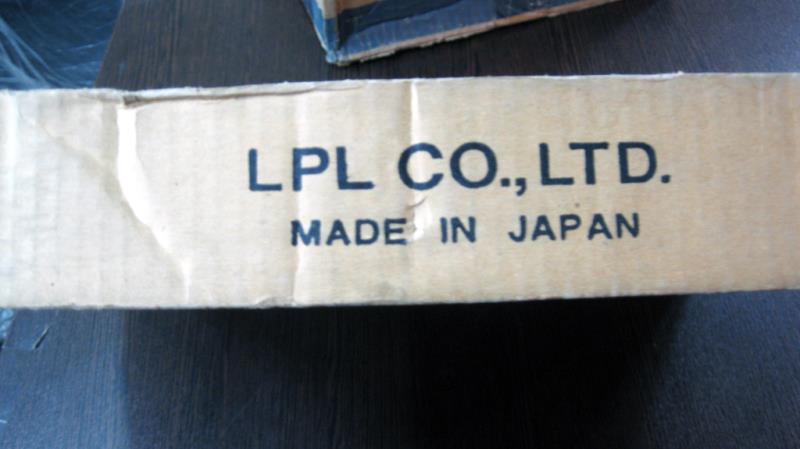 LPL CO., LTD.
MADE IN JAPAN